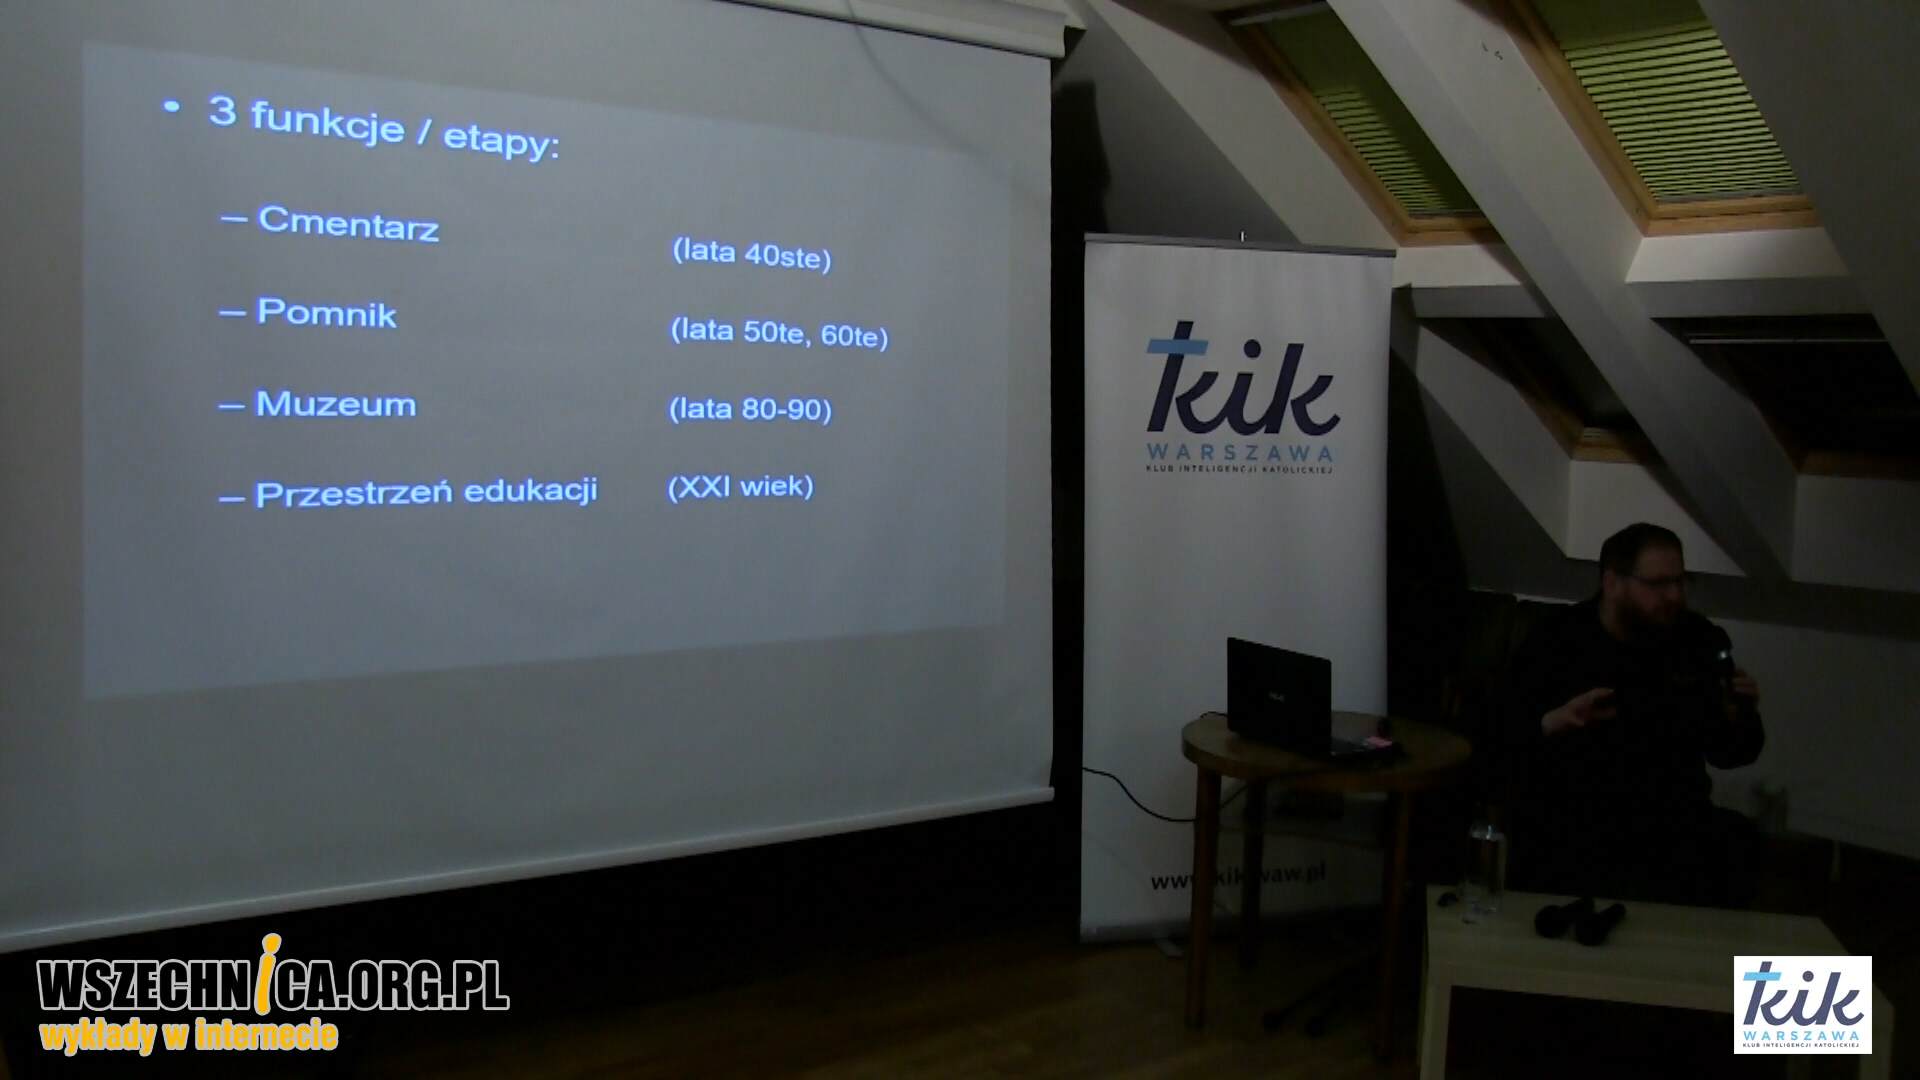 • 3 funkcje / etapy:
– Cmentarz (lata 40ste)
– Pomnik (lata 50te, 60te)
– Muzeum (lata 80-90)
– Przestrzeń edukacji (XXI wiek)
kik
WARSZAWA
KLUB INTELIGENCJI KATOLICKIEJ
WSZECHNICA.ORG.PL
wykłady w internecie
kik
WARSZAWA
KLUB INTELIGENCJI KATOLICKIEJ